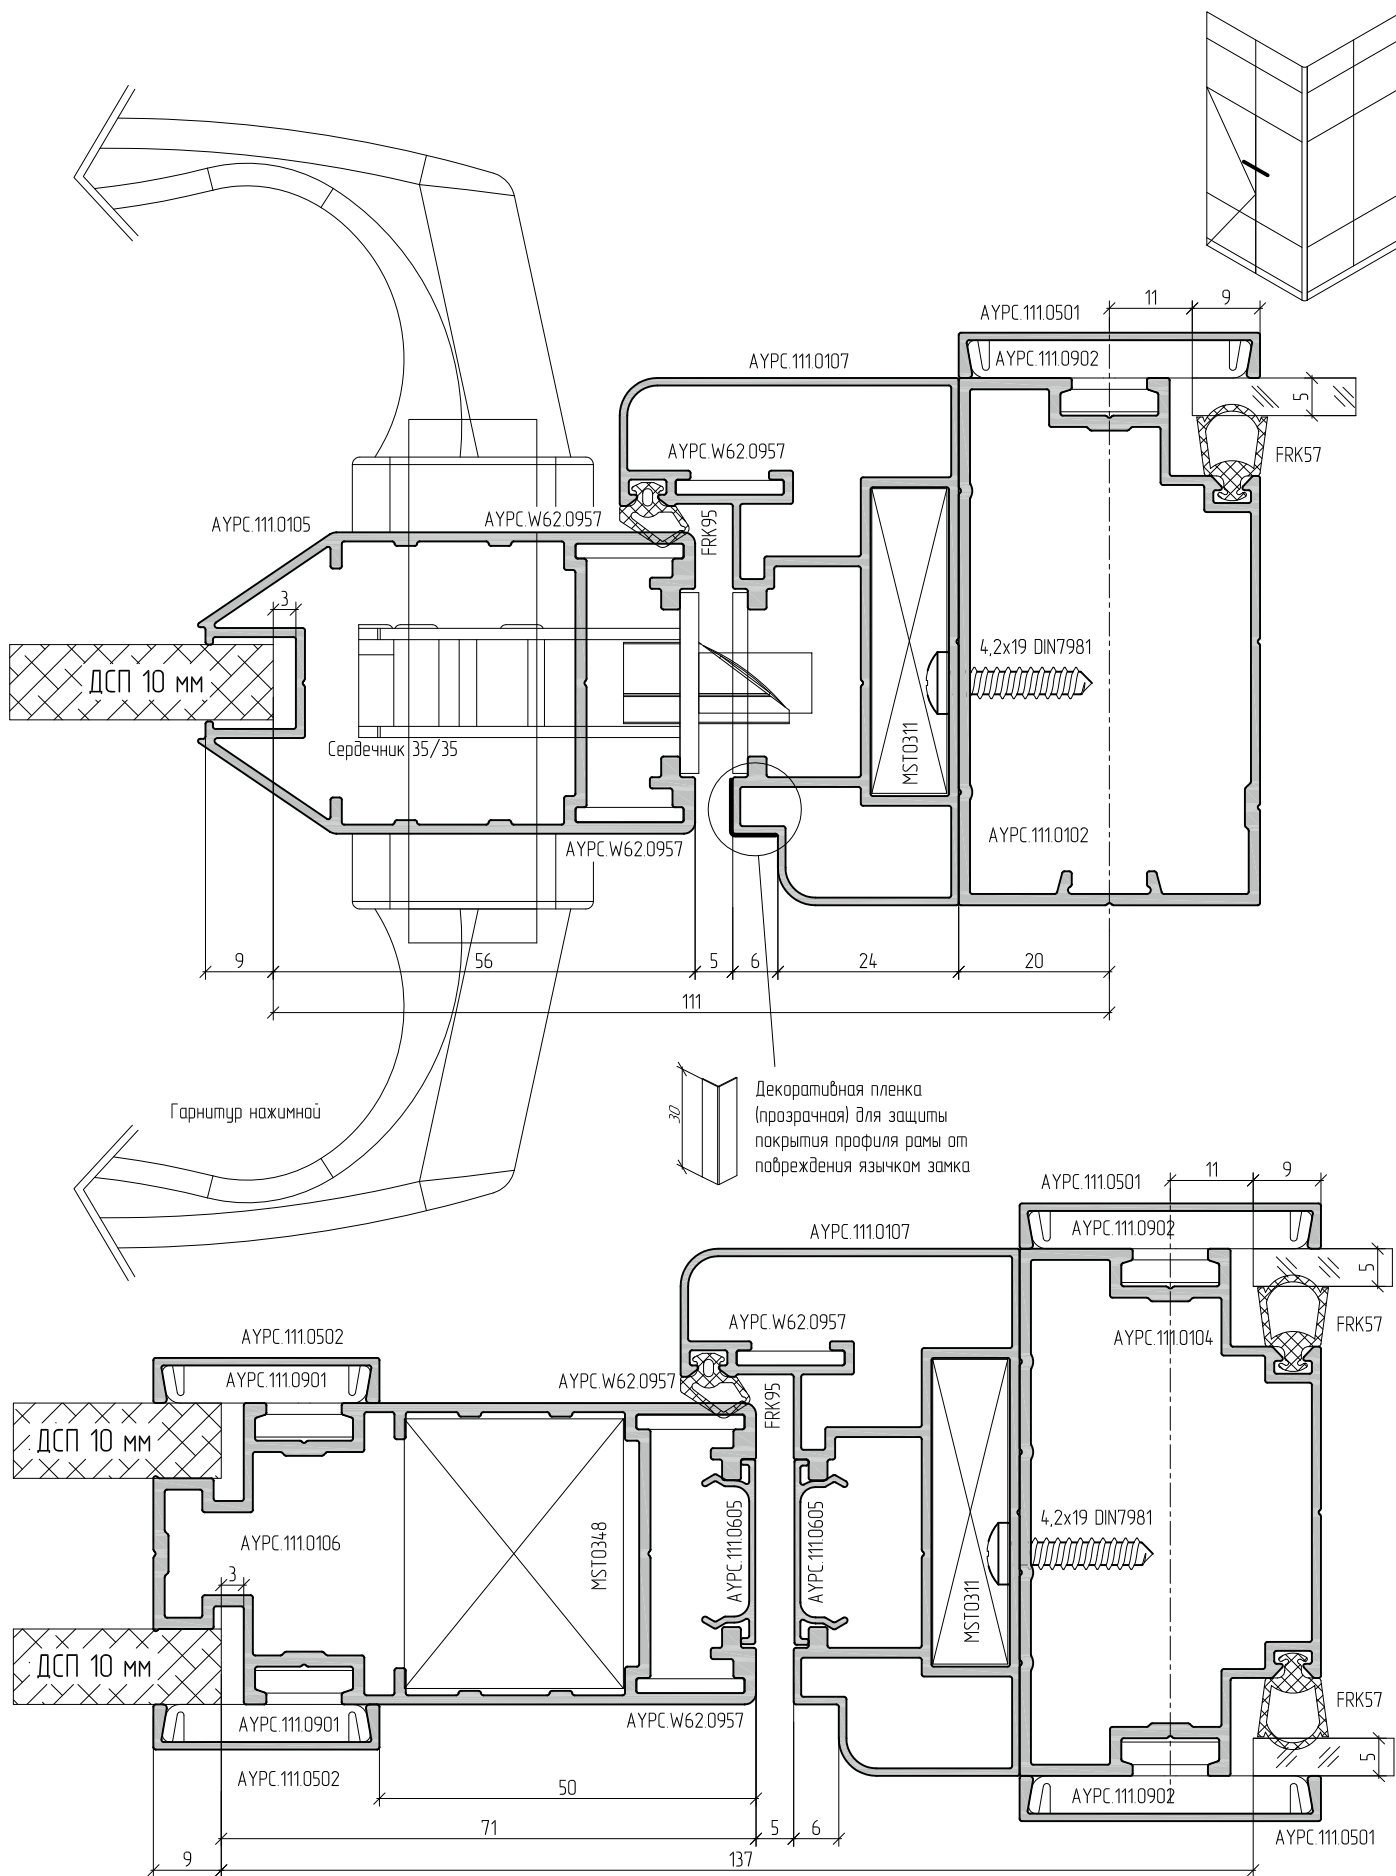 11
9
AYPC.111.0501
AYPC.111.0902
AYPC.111.0107
5
AYPC.W62.0957
FRK57
AYPC.W62.0957
AYPC.111.0105
FRK95
3
4,2x19 DIN7981
ДСП 10 мм
Сердечник 35/35
MST0311
AYPC.111.0102
AYPC.W62.0957
9
56
5
6
24
20
111
30
Декоративная пленка
(прозрачная) для защиты
покрытия профиля рамы от
повреждения язычком замка
Гарнитур нажимной
11
9
AYPC.111.0501
AYPC.111.0107
AYPC.111.0902
5
AYPC.W62.0957
AYPC.111.0104
FRK57
AYPC.111.0502
AYPC.111.0901
AYPC.W62.0957
FRK95
ДСП 10 мм
4,2x19 DIN7981
AYPC.111.0106
MST0348
AYPC.111.0605
AYPC.111.0605
MST0311
3
ДСП 10 мм
AYPC.111.0901
AYPC.W62.0957
FRK57
5
AYPC.111.0502
50
AYPC.111.0902
71
5
6
AYPC.111.0501
9
137